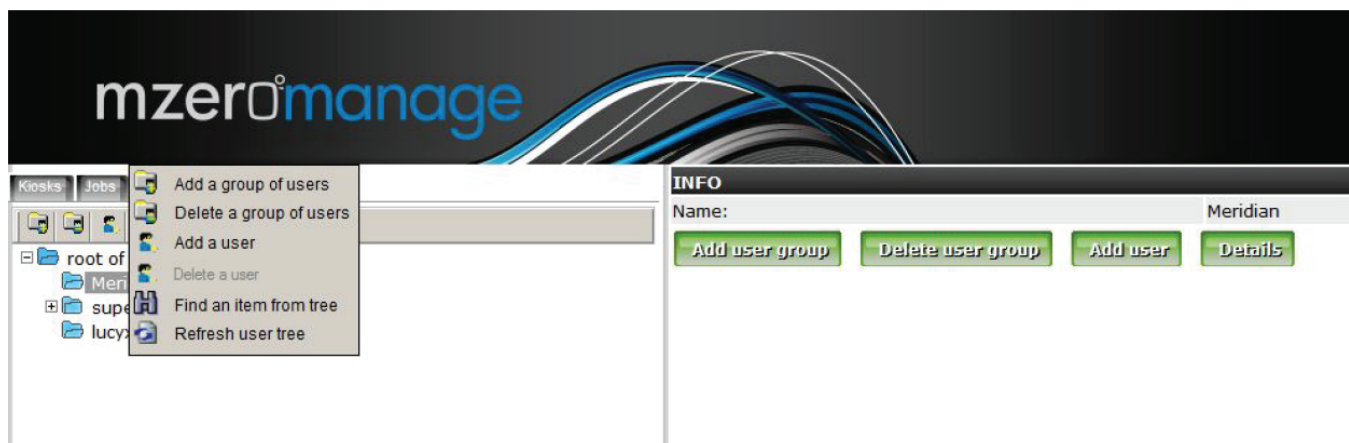 mzeromanage
Kiosks Jobs
Add a group of users
Delete a group of users
Add a user
Delete a user
Find an item from tree
Refresh user tree
root of
Meri
supe
lucy
INFO
Name: Meridian
Add user group Delete user group Add user Details